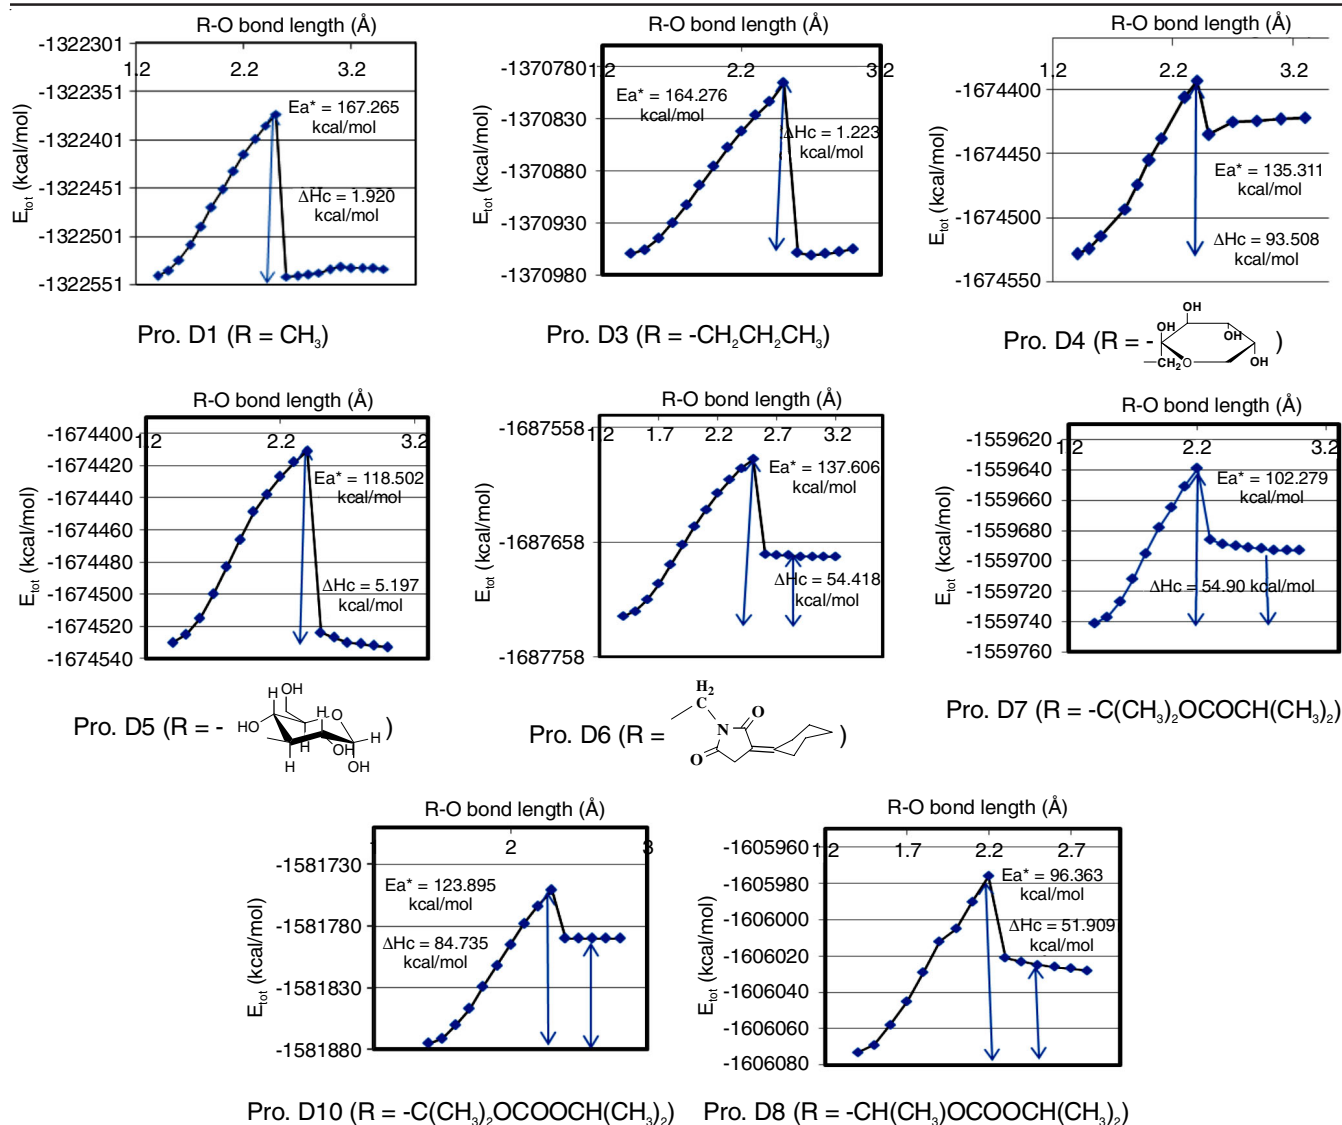 R-O bond length (Å)
-1322301
1.2 2.2 3.2
-1322351
Ea* = 167.265
kcal/mol
-1322401
-1322451
ΔHc = 1.920
kcal/mol
-1322501
-1322551
Etot (kcal/mol)
Pro. D1 (R = CH3)
R-O bond length (Å)
-1370780
1.2 2.2 3.2
Ea* = 164.276
kcal/mol
-1370830
ΔHc = 1.223
kcal/mol
-1370880
-1370930
-1370980
Etot (kcal/mol)
Pro. D3 (R = -CH2CH2CH3)
R-O bond length (Å)
1.2 2.2 3.2
-1674400
-1674450
Ea* = 135.311
kcal/mol
-1674500
ΔHc = 93.508
kcal/mol
-1674550
Etot (kcal/mol)
OH
OH
OH
Pro. D4 (R = - )
CH2 O OH
R-O bond length (Å)
-1674400
1.2 2.2 3.2
-1674420
Ea* = 118.502
kcal/mol
-1674440
-1674460
-1674480
-1674500
ΔHc = 5.197
kcal/mol
-1674520
-1674540
Etot (kcal/mol)
H OH
HO H O
Pro. D5 (R = - )
H OH H
H OH
R-O bond length (Å)
-1687558
1.2 1.7 2.2 2.7 3.2
Ea* = 137.606
kcal/mol
-1687658
ΔHc = 54.418
kcal/mol
-1687758
Etot (kcal/mol)
H2
C O
N
Pro. D6 (R = )
O
R-O bond length (Å)
-1559620
1.2 2.2 3.2
-1559640
Ea* = 102.279
kcal/mol
-1559660
-1559680
-1559700
ΔHc = 54.90 kcal/mol
-1559720
-1559740
-1559760
Etot (kcal/mol)
Pro. D7 (R = -C(CH3)2OCOCH(CH3)2)
R-O bond length (Å)
2 3
-1581730
Ea* = 123.895
kcal/mol
-1581780
ΔHc = 84.735
kcal/mol
-1581830
-1581880
Etot (kcal/mol)
Pro. D10 (R = -C(CH3)2OCOOCH(CH3)2)
R-O bond length (Å)
-1605960
1.2 1.7 2.2 2.7
-1605980
Ea* = 96.363
kcal/mol
-1606000
ΔHc = 51.909
kcal/mol
-1606020
-1606040
-1606060
-1606080
Etot (kcal/mol)
Pro. D8 (R = -CH(CH3)OCOOCH(CH3)2)